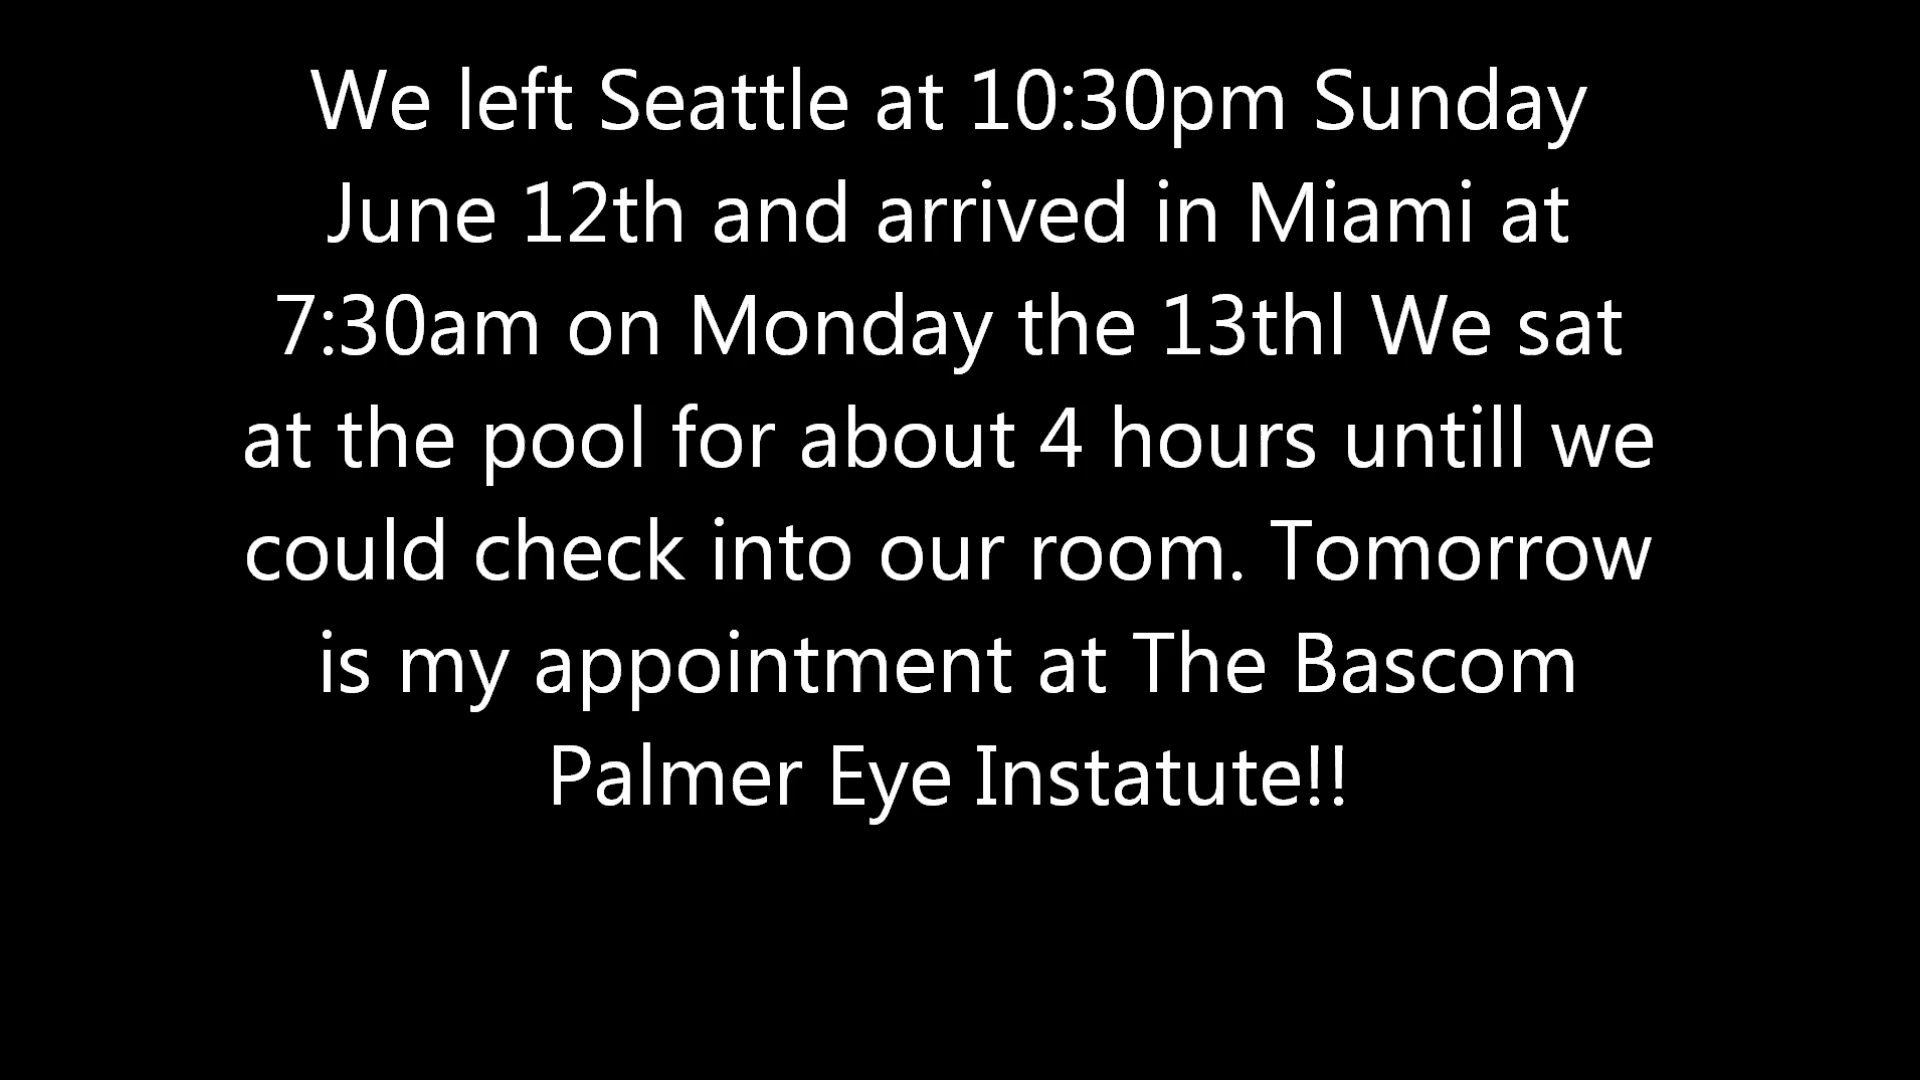 We left Seattle at 10:30pm Sunday
June 12th and arrived in Miami at
7:30am on Monday the 13thl We sat
at the pool for about 4 hours untill we
could check into our room. Tomorrow
is my appointment at The Bascom
Palmer Eye Instatute!!